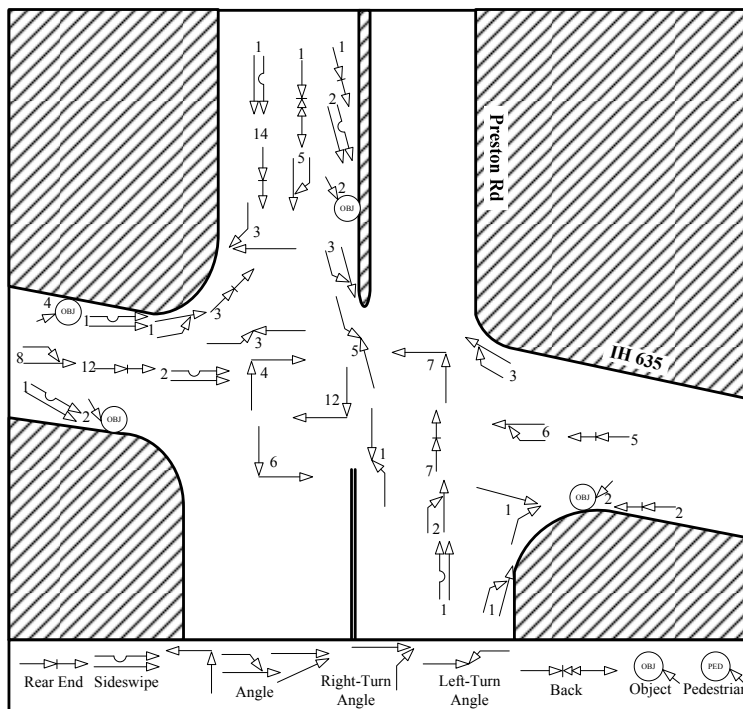 1
1
1
2
14
5
2
OBJ
3
3
4
OBJ
1
1
3
3
5
8
12
2
4
7
3
1
2
OBJ
12
6
5
6
1
7
1
OBJ
2
2
2
1
1
Preston Rd
IH 635
Rear End
Sideswipe
Angle
Right-Turn
Angle
Left-Turn
Angle
Back
OBJ
Object
PED
Pedestrian